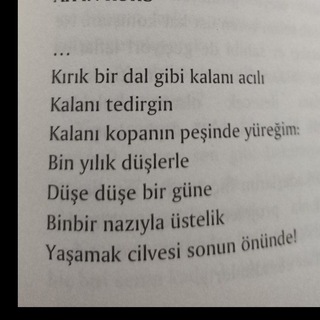 ...
Kırık bir dal gibi kalanı acılı
Kalanı tedirgin
Kalanı kopanın peşinde yüreğim:
Bin yıllık düşlerle
Düşe düşe bir güne
Binbir nazıyla üstelik
Yaşamak cilvesi sonun önünde!